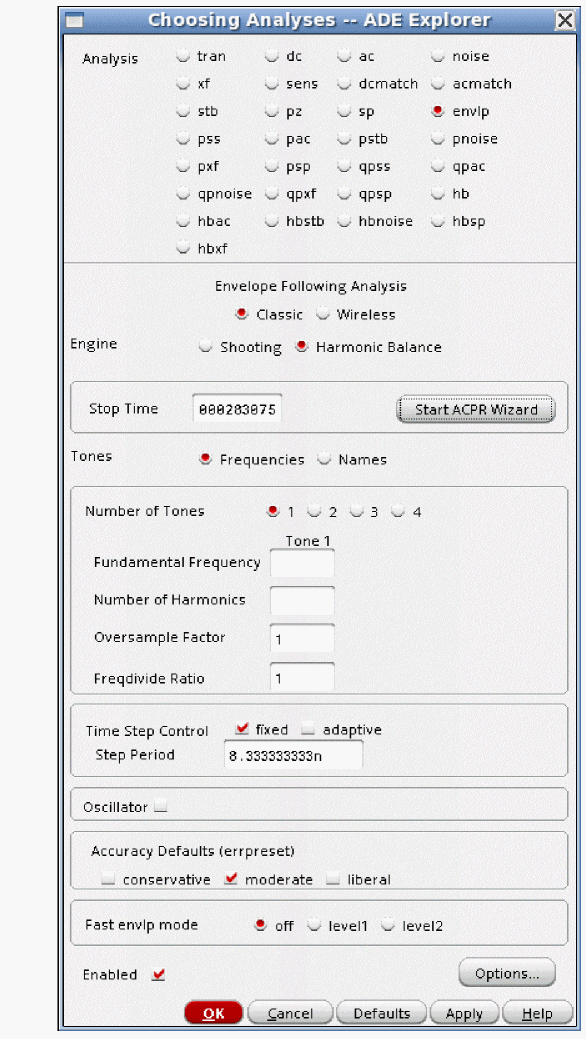 Choosing Analyses -- ADE Explorer
Analysis tran dc ac noise
xf sens dcmatch acmatch
stb pz sp envlp
pss pac pstb pnoise
pxf psp qpss qpac
qpnoise qpxf qpsp hb
hbac hbstb hbnoise hbsp
hbxf
Envelope Following Analysis
Classic Wireless
Engine Shooting Harmonic Balance
Stop Time 000283075 Start ACPR Wizard
Tones Frequencies Names
Number of Tones 1 2 3 4
Tone 1
Fundamental Frequency
Number of Harmonics
Oversample Factor 1
Freqdivide Ratio 1
Time Step Control fixed adaptive
Step Period 8.333333333n
Oscillator
Accuracy Defaults (errpreset)
conservative moderate liberal
Fast envlp mode off level1 level2
Enabled Options...
OK Cancel Defaults Apply Help